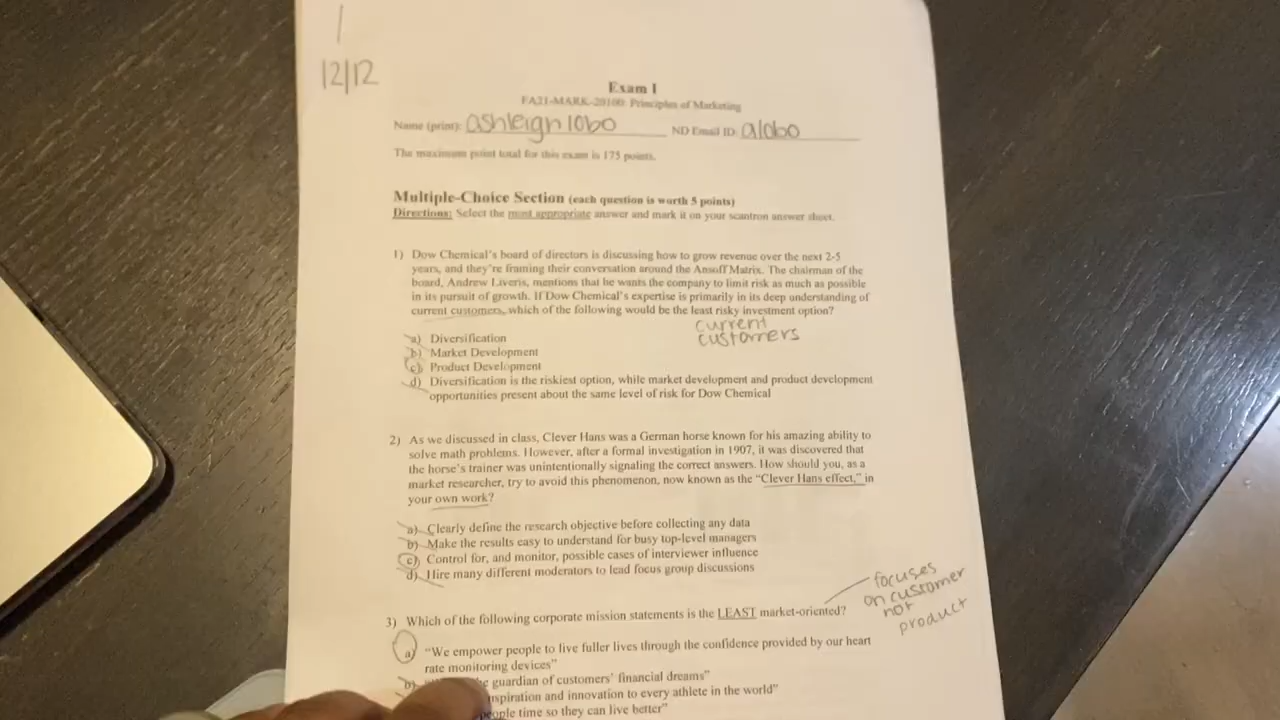 1
12/12
Exam 1
FA21-MARK-20100: Principles of Marketing
Name (print): ashleigh lobo ND Email ID: alobo
The maximum point total for this exam is 175 points.
Multiple-Choice Section (each question is worth 5 points)
Directions: Select the most appropriate answer and mark it on your scantron answer sheet.
1) Dow Chemical's board of directors is discussing how to grow revenue over the next 2-5
years, and they're framing their conversation around the Ansoff Matrix. The chairman of the
board, Andrew Liveris, mentions that he wants the company to limit risk as much as possible
in its pursuit of growth. If Dow Chemical's expertise is primarily in its deep understanding of
current customers, which of the following would be the least risky investment option?
current
customers
a) Diversification
b) Market Development
c) Product Development
d) Diversification is the riskiest option, while market development and product development
opportunities present about the same level of risk for Dow Chemical
2) As we discussed in class, Clever Hans was a German horse known for his amazing ability to
solve math problems. However, after a formal investigation in 1907, it was discovered that
the horse's trainer was unintentionally signaling the correct answers. How should you, as a
market researcher, try to avoid this phenomenon, now known as the "Clever Hans effect," in
your own work?
a) Clearly define the research objective before collecting any data
b) Make the results easy to understand for busy top-level managers
c) Control for, and monitor, possible cases of interviewer influence
d) Hire many different moderators to lead focus group discussions
3) Which of the following corporate mission statements is the LEAST market-oriented?
focuses
on customer
not
product
a) "We empower people to live fuller lives through the confidence provided by our heart
rate monitoring devices"
b) guardian of customers' financial dreams"
inspiration and innovation to every athlete in the world"
people time so they can live better"